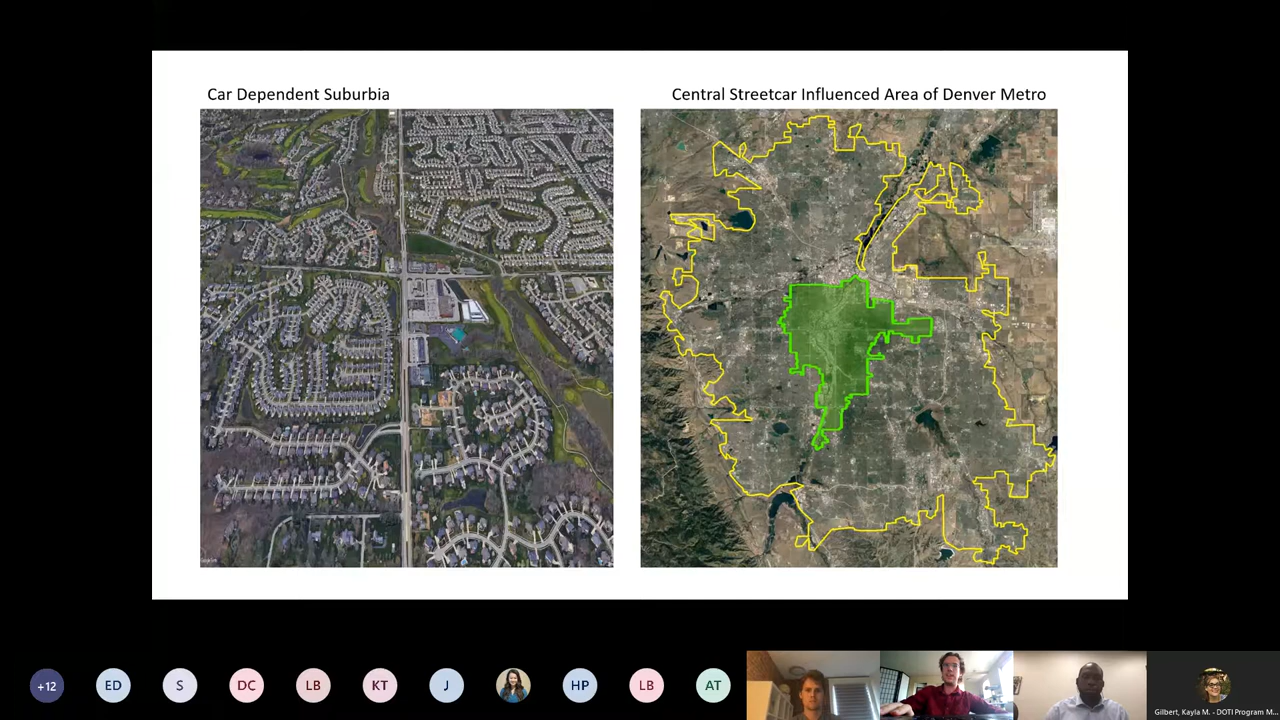 Car Dependent Suburbia
Central Streetcar Influenced Area of Denver Metro
+12
ED
S
DC
LB
KT
J
HP
LB
AT
Gilbert, Kayla M. - DOTI Program M...